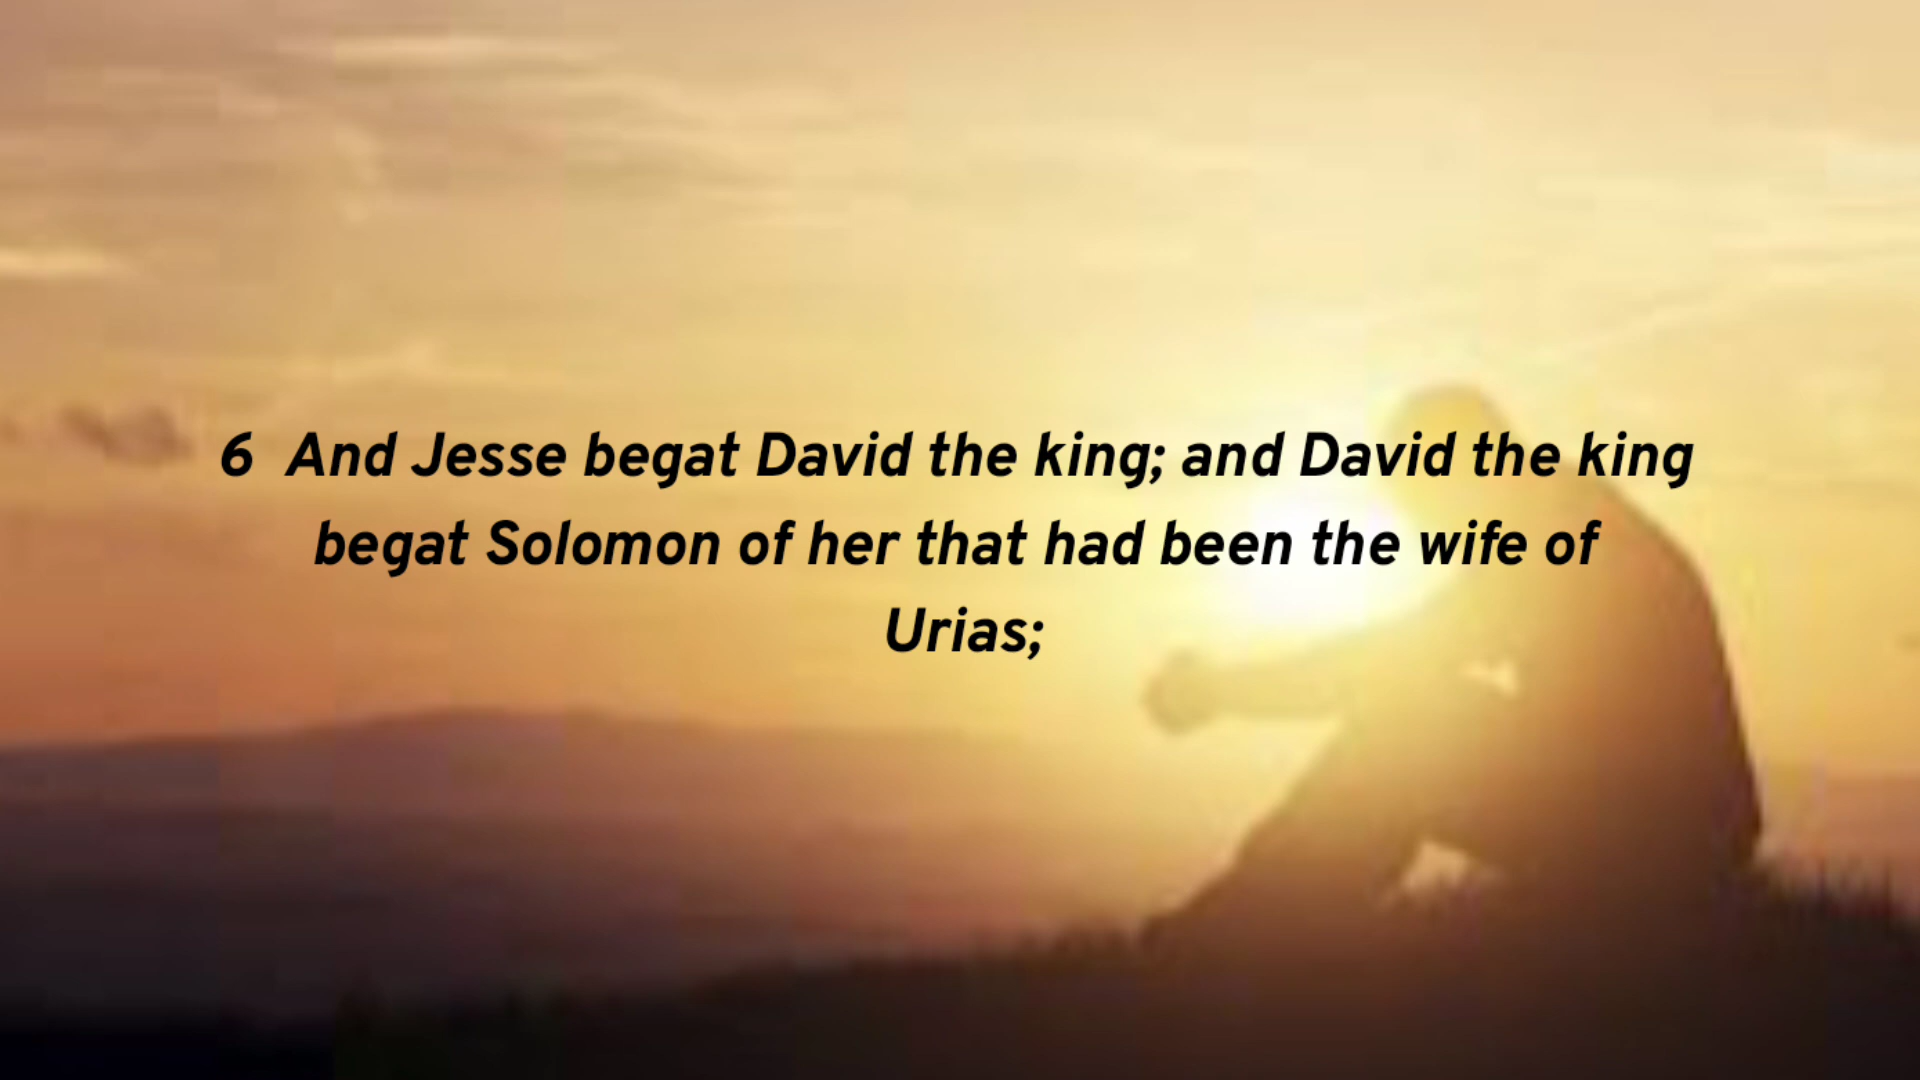 6  And Jesse begat David the king; and David the king
begat Solomon of her that had been the wife of
Urias;